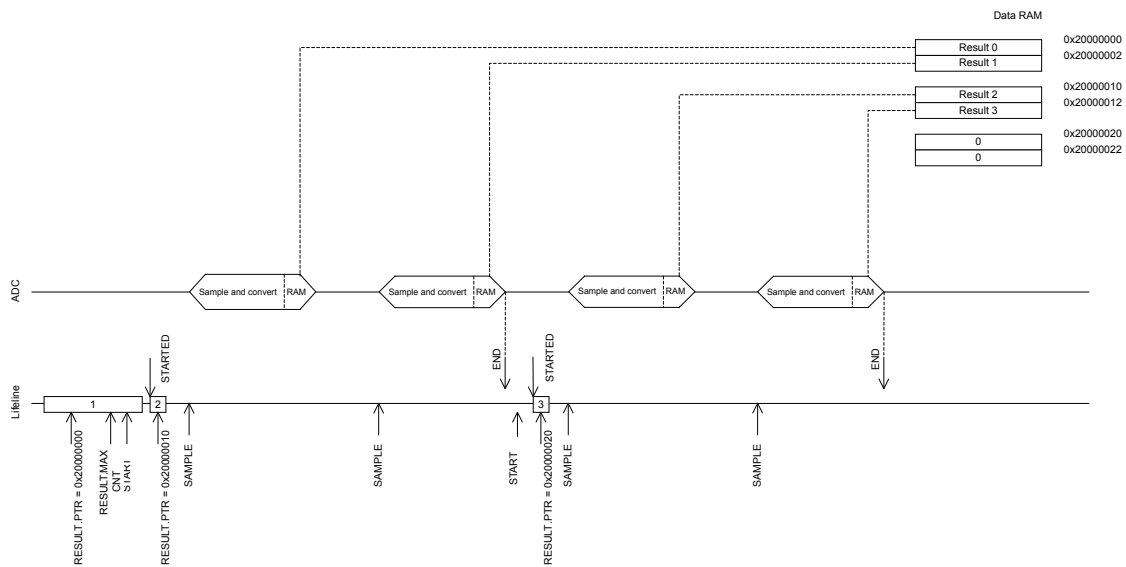 Data RAM
Result 0
0x20000000
Result 1
0x20000002
Result 2
0x20000010
Result 3
0x20000012
0
0x20000020
0
0x20000022
ADC
Sample and convert
RAM
Sample and convert
RAM
Sample and convert
RAM
Sample and convert
RAM
STARTED
END
STARTED
END
Lifeline
1
2
3
RESULT.PTR = 0x20000000
RESULT.MAX
CNT
START
RESULT.PTR = 0x20000010
SAMPLE
SAMPLE
START
RESULT.PTR = 0x20000020
SAMPLE
SAMPLE